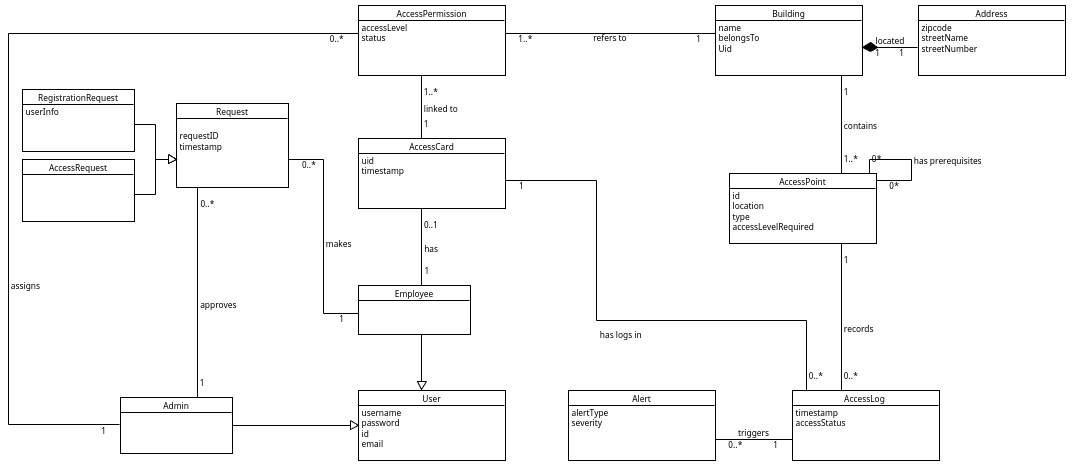 AccessPermission
accessLevel
status
0..*
1..*
refers to
1
Building
name
belongsTo
Uid
located
1
1
Address
zipcode
streetName
streetNumber
RegistrationRequest
userInfo
AccessRequest
Request
requestID
timestamp
0..*
0..*
1..*
linked to
1
AccessCard
uid
timestamp
1
1
contains
1..*
0*
has prerequisites
0*
AccessPoint
id
location
type
accessLevelRequired
0..1
has
1
makes
1
Employee
assigns
approves
1
1
records
has logs in
0..*
0..*
1
Admin
User
username
password
id
email
Alert
alertType
severity
triggers
0..*
1
AccessLog
timestamp
accessStatus